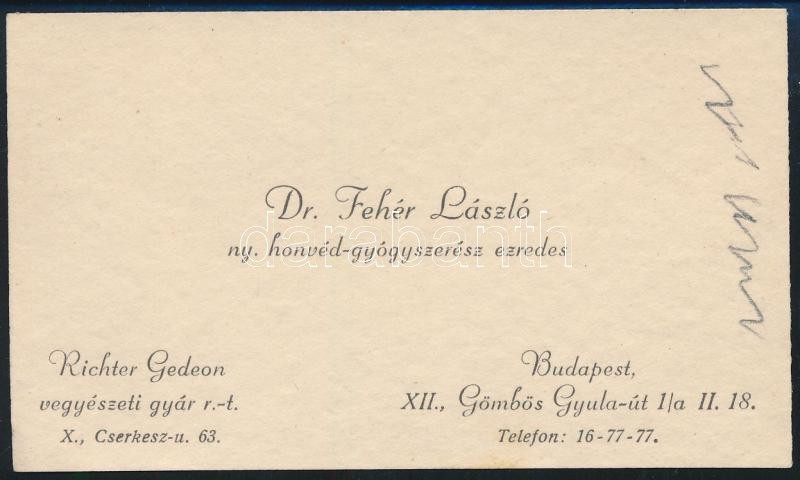 Dr. Fehér László
ny. honvéd-gyógyszerész ezredes
darabanth
Richter Gedeon
vegyészeti gyár r.-t.
X., Cserkesz-u. 63.
Budapest,
XII., Gömbös Gyula-út 1/a II. 18.
Telefon: 16-77-77.